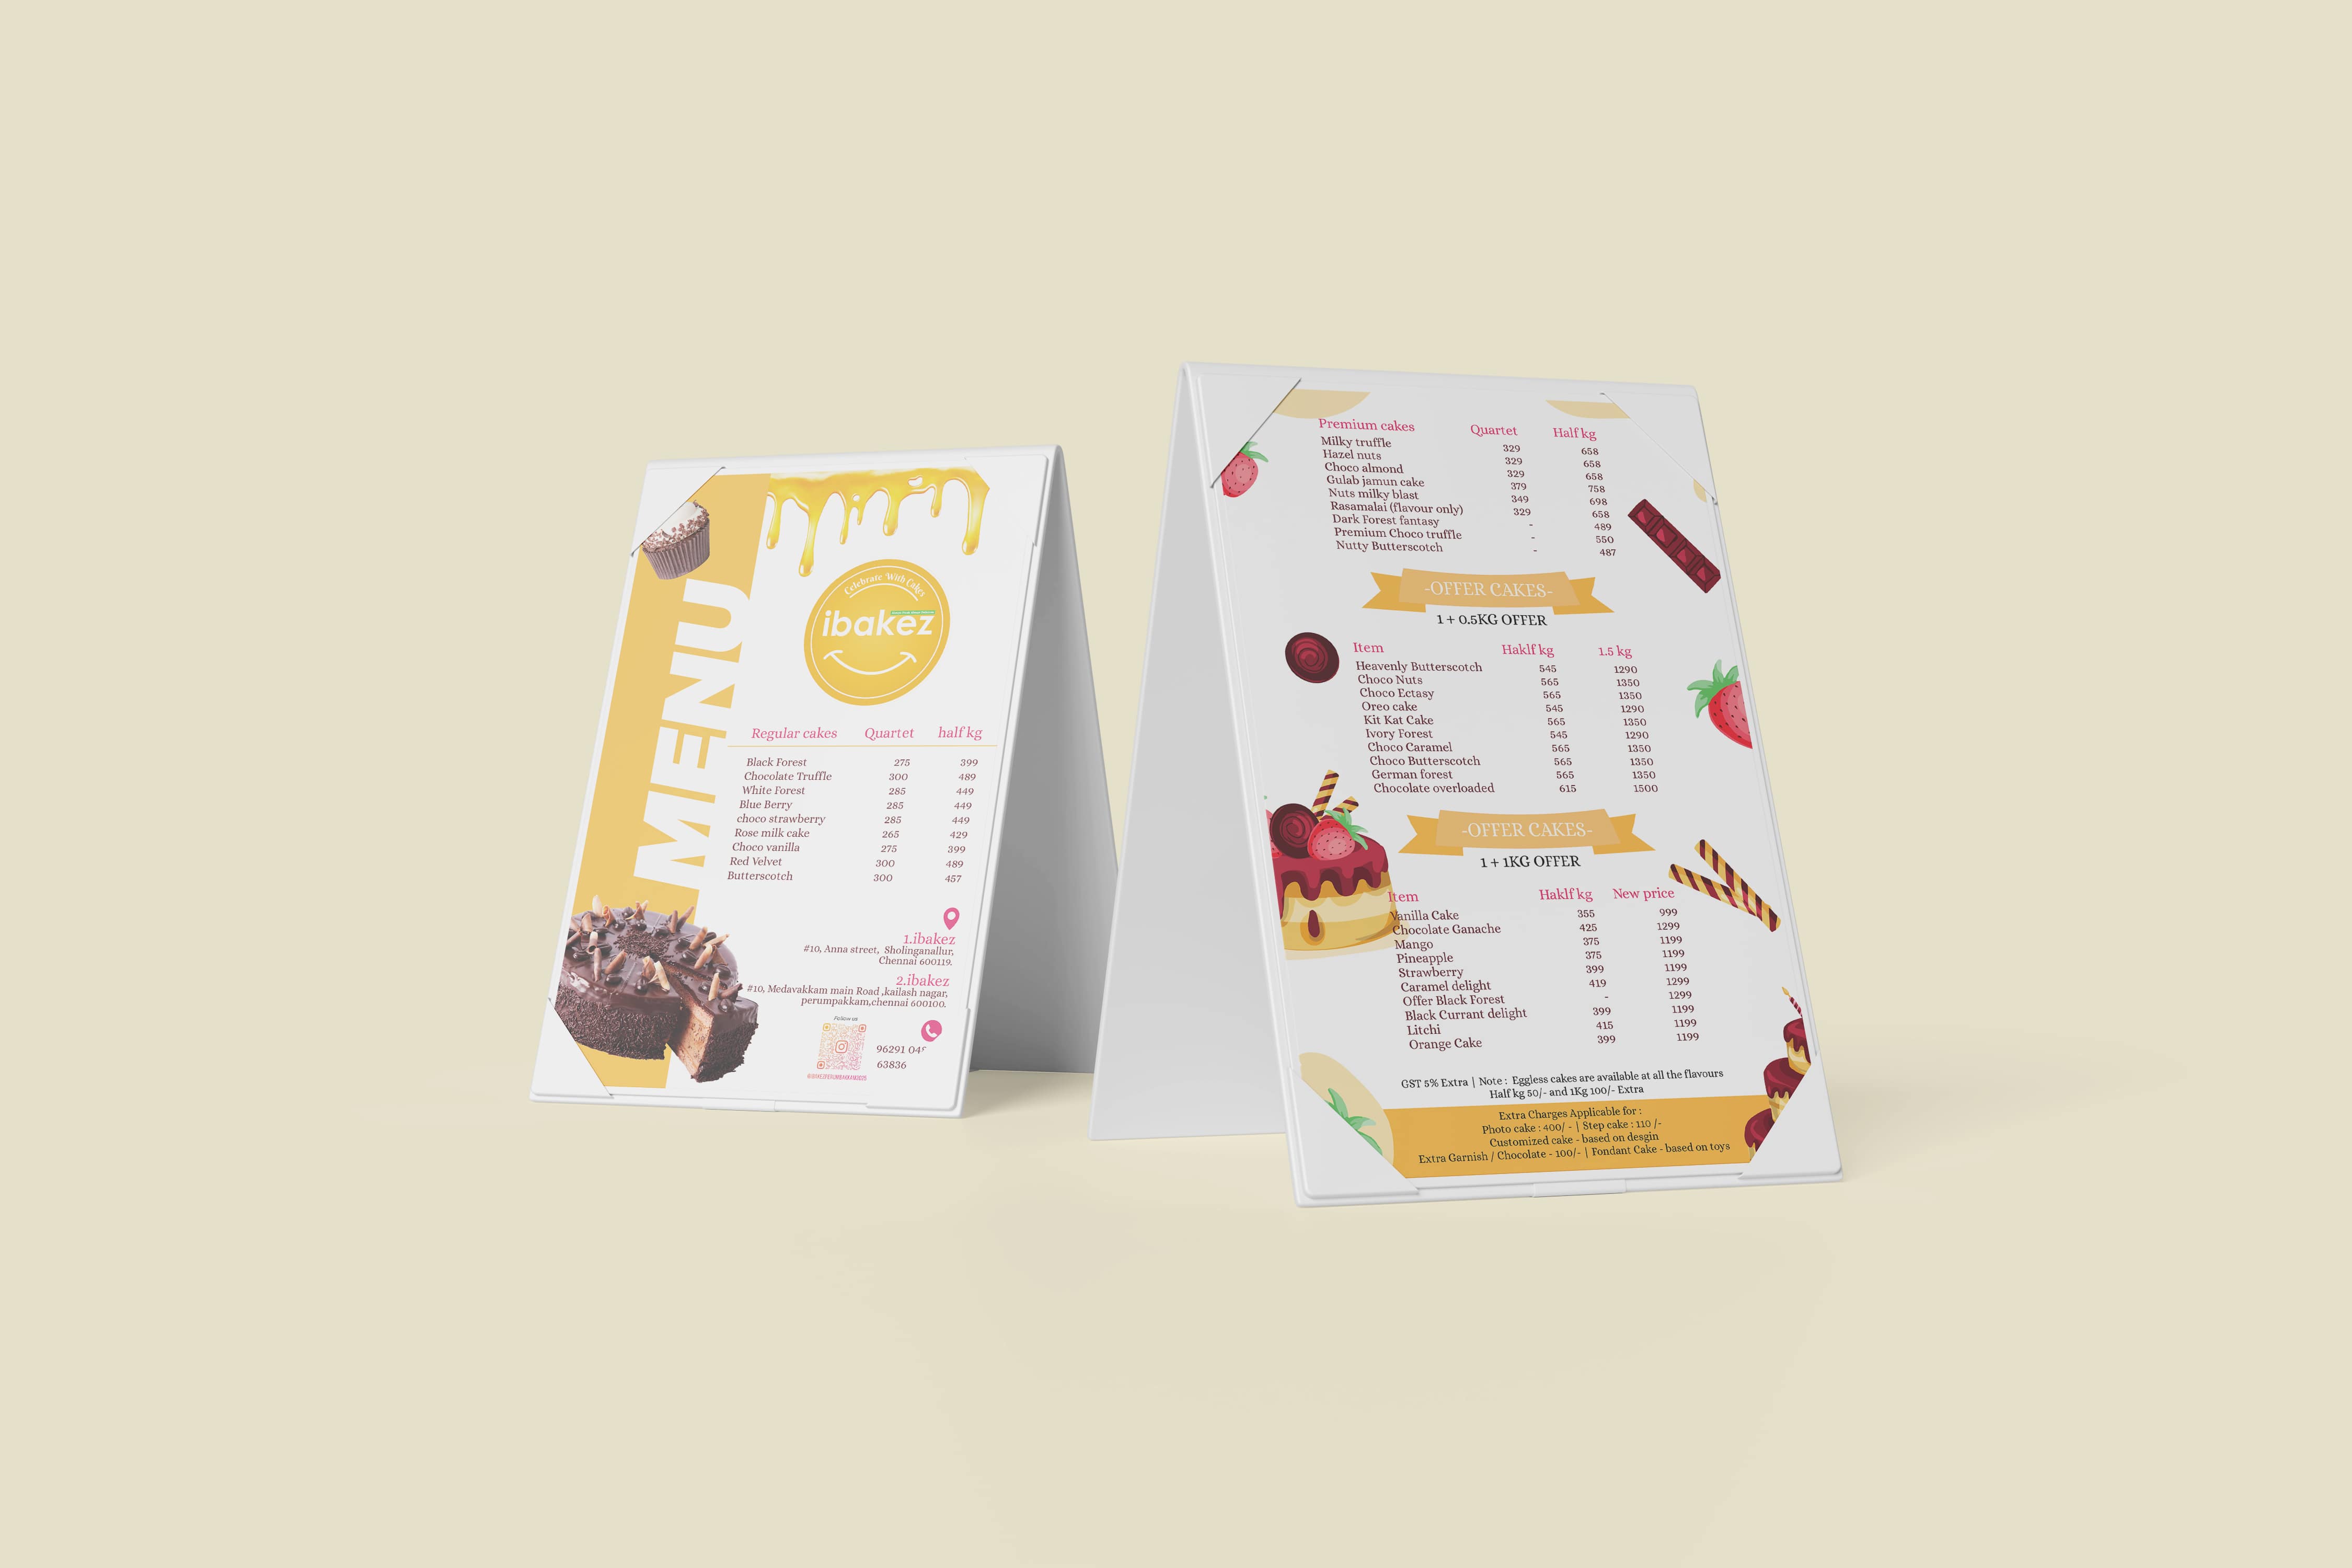 MENU
Celebrate With Cakes
ibakez
Regular cakes Quartet half kg
Black Forest 275 399
Chocolate Truffle 300 489
White Forest 285 449
Blue Berry 285 449
choco strawberry 285 449
Rose milk cake 265 429
Choco vanilla 275 399
Red Velvet 300 489
Butterscotch 300 457
1.ibakez
#10, Anna street, Sholinganallur,
Chennai 600119.
2.ibakez
#10, Medavakkam main Road ,kailash nagar,
perumpakkam,chennai 600100.
Follow us
96291
63836
Premium cakes Quartet Half kg
Milky truffle 329 658
Hazel nuts 329 658
Choco almond 329 658
Gulab jamun cake 379 758
Nuts milky blast 349 698
Rasamalai (flavour only) 329 658
Dark Forest fantasy - 489
Premium Choco truffle - 550
Nutty Butterscotch - 487
-OFFER CAKES-
1 + 0.5KG OFFER
Item Haklf kg 1.5 kg
Heavenly Butterscotch 545 1290
Choco Nuts 565 1350
Choco Ectasy 565 1350
Oreo cake 545 1290
Kit Kat Cake 565 1350
Ivory Forest 545 1290
Choco Caramel 565 1350
Choco Butterscotch 565 1350
German forest 565 1350
Chocolate overloaded 615 1500
-OFFER CAKES-
1 + 1KG OFFER
Item Haklf kg New price
Vanilla Cake 355 999
Chocolate Ganache 425 1299
Mango 375 1199
Pineapple 375 1199
Strawberry 399 1199
Caramel delight 419 1299
Offer Black Forest - 1299
Black Currant delight 399 1199
Litchi 415 1199
Orange Cake 399 1199
GST 5% Extra | Note : Eggless cakes are available at all the flavours
Half kg 50/- and 1Kg 100/- Extra
Extra Charges Applicable for :
Photo cake : 400/ - | Step cake : 110 /-
Customized cake - based on desgin
Extra Garnish / Chocolate - 100/- | Fondant Cake - based on toys